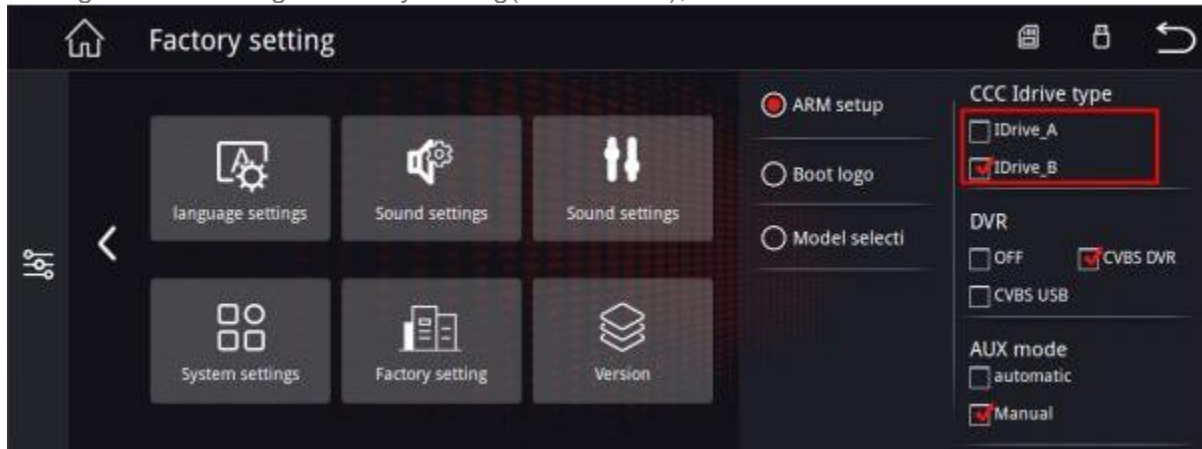 Factory setting
language settings
Sound settings
Sound settings
System settings
Factory setting
Version
ARM setup
Boot logo
Model selecti
CCC Idrive type
IDrive_A
IDrive_B
DVR
OFF
CVBS DVR
CVBS USB
AUX mode
automatic
Manual